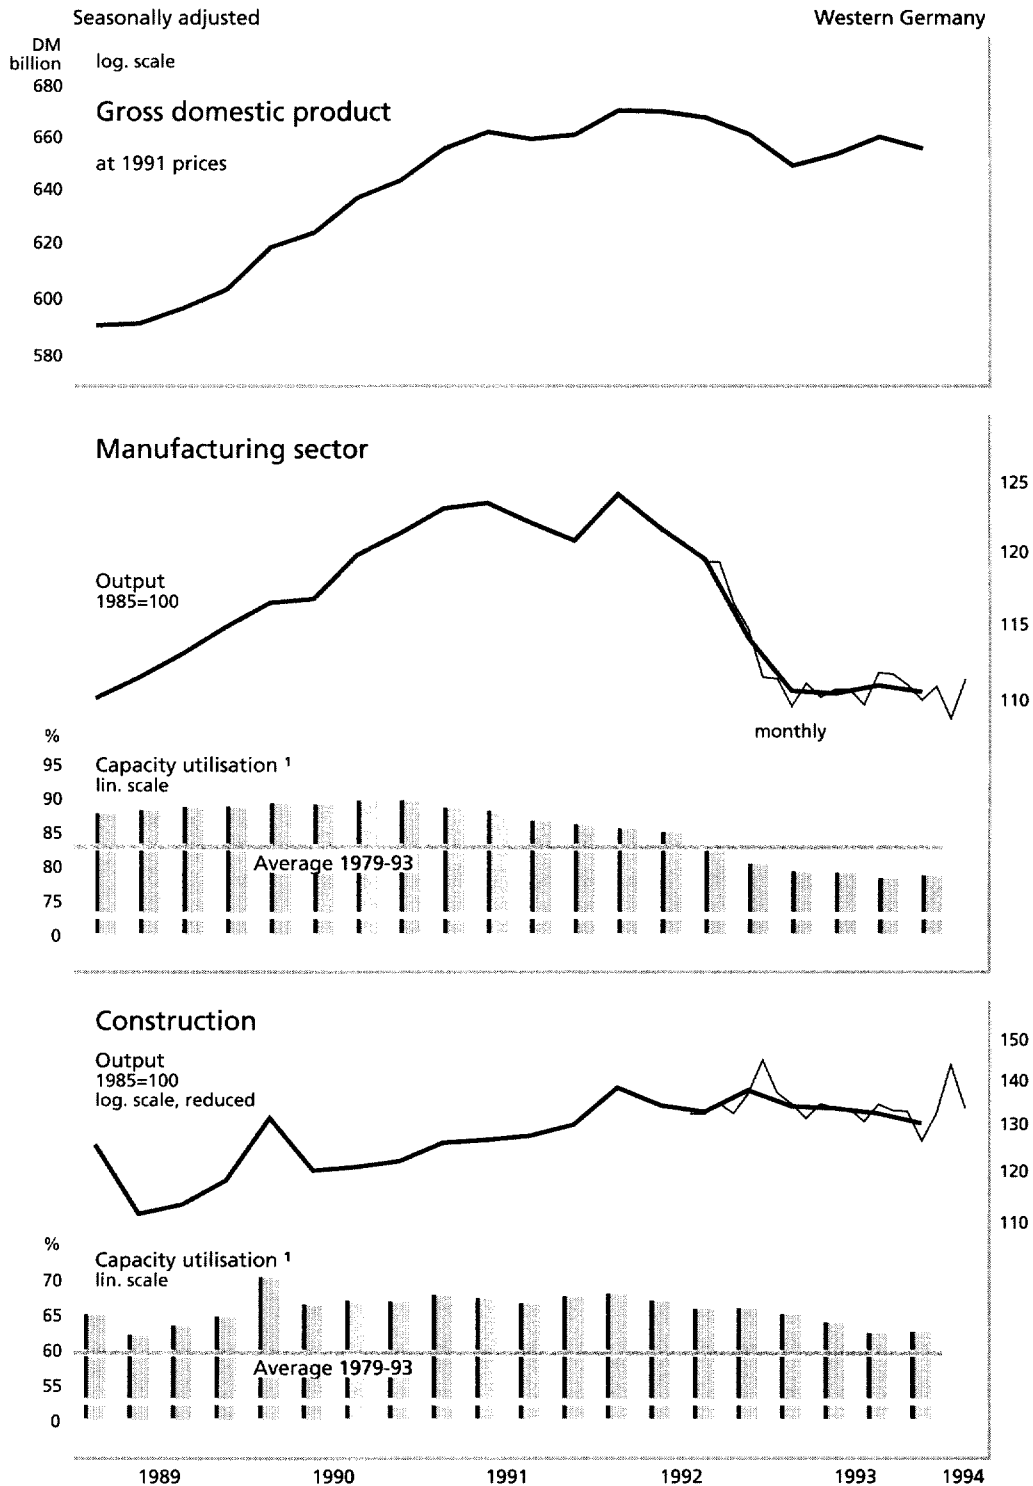 Seasonally adjusted
Western Germany
DM
billion
log. scale
680
Gross domestic product
660
at 1991 prices
640
620
600
580
Manufacturing sector
125
120
Output
1985=100
115
110
monthly
%
95
Capacity utilisation 1
lin. scale
90
85
80
Average 1979-93
75
0
Construction
Output
1985=100
log. scale, reduced
150
140
130
120
110
%
Capacity utilisation 1
lin. scale
70
65
60
Average 1979-93
55
0
1989 1990 1991 1992 1993 1994